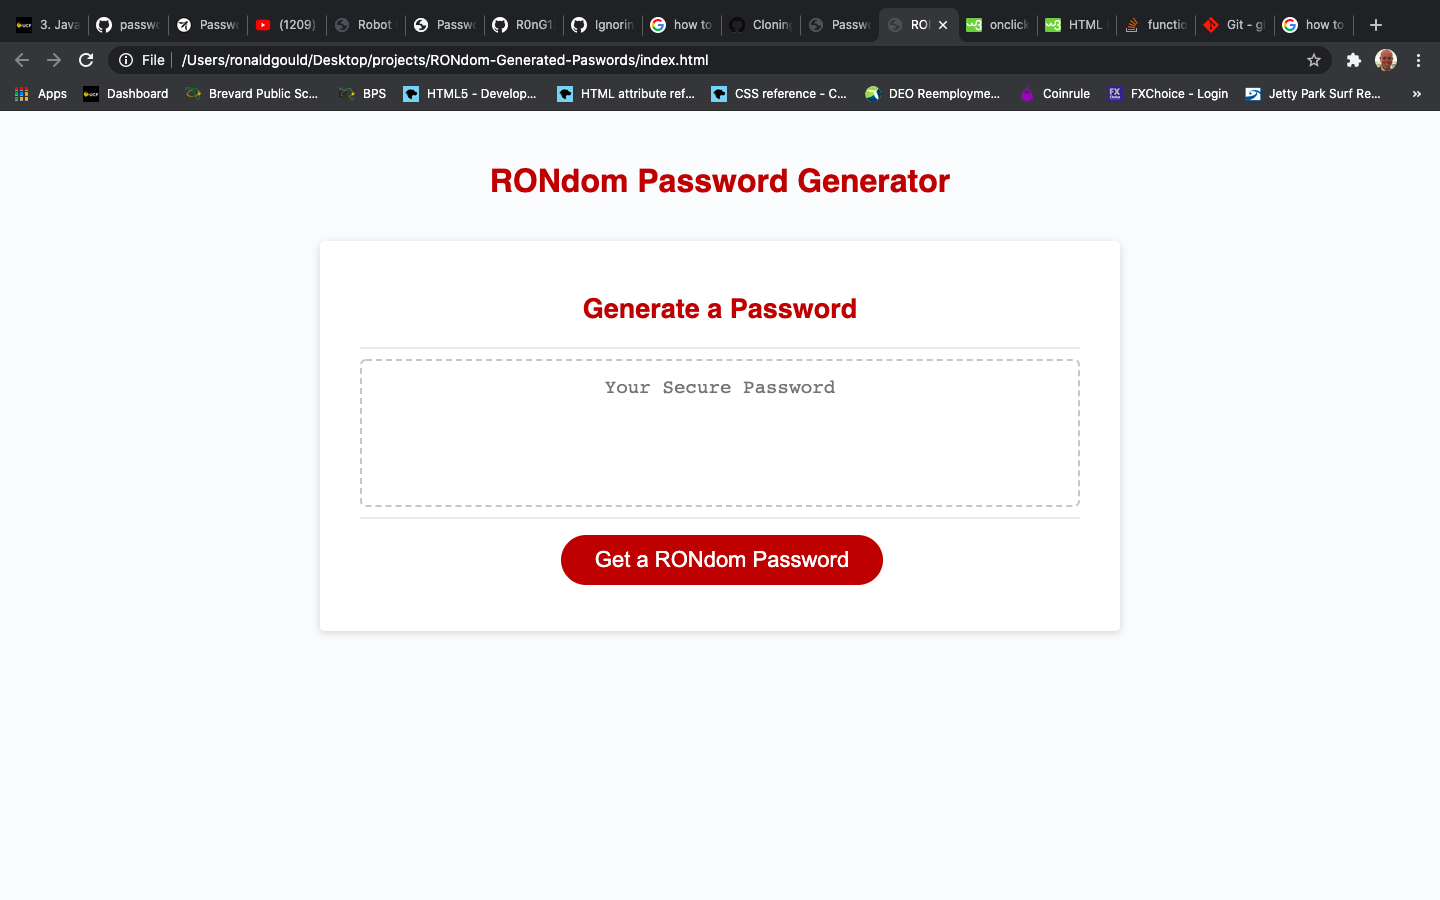 3. Java passwo Passwo (1209) Robot Passwo R0nG1 Ignorin how to Cloning Passwo RO onclick HTML functio Git - gi how to
File /Users/ronaldgould/Desktop/projects/RONdom-Generated-Paswords/index.html
Apps UCF Dashboard Brevard Public Sc... BPS HTML5 - Develop... HTML attribute ref... CSS reference - C... DEO Reemployme... Coinrule FXChoice - Login Jetty Park Surf Re... »
RONdom Password Generator
Generate a Password
Your Secure Password
Get a RONdom Password